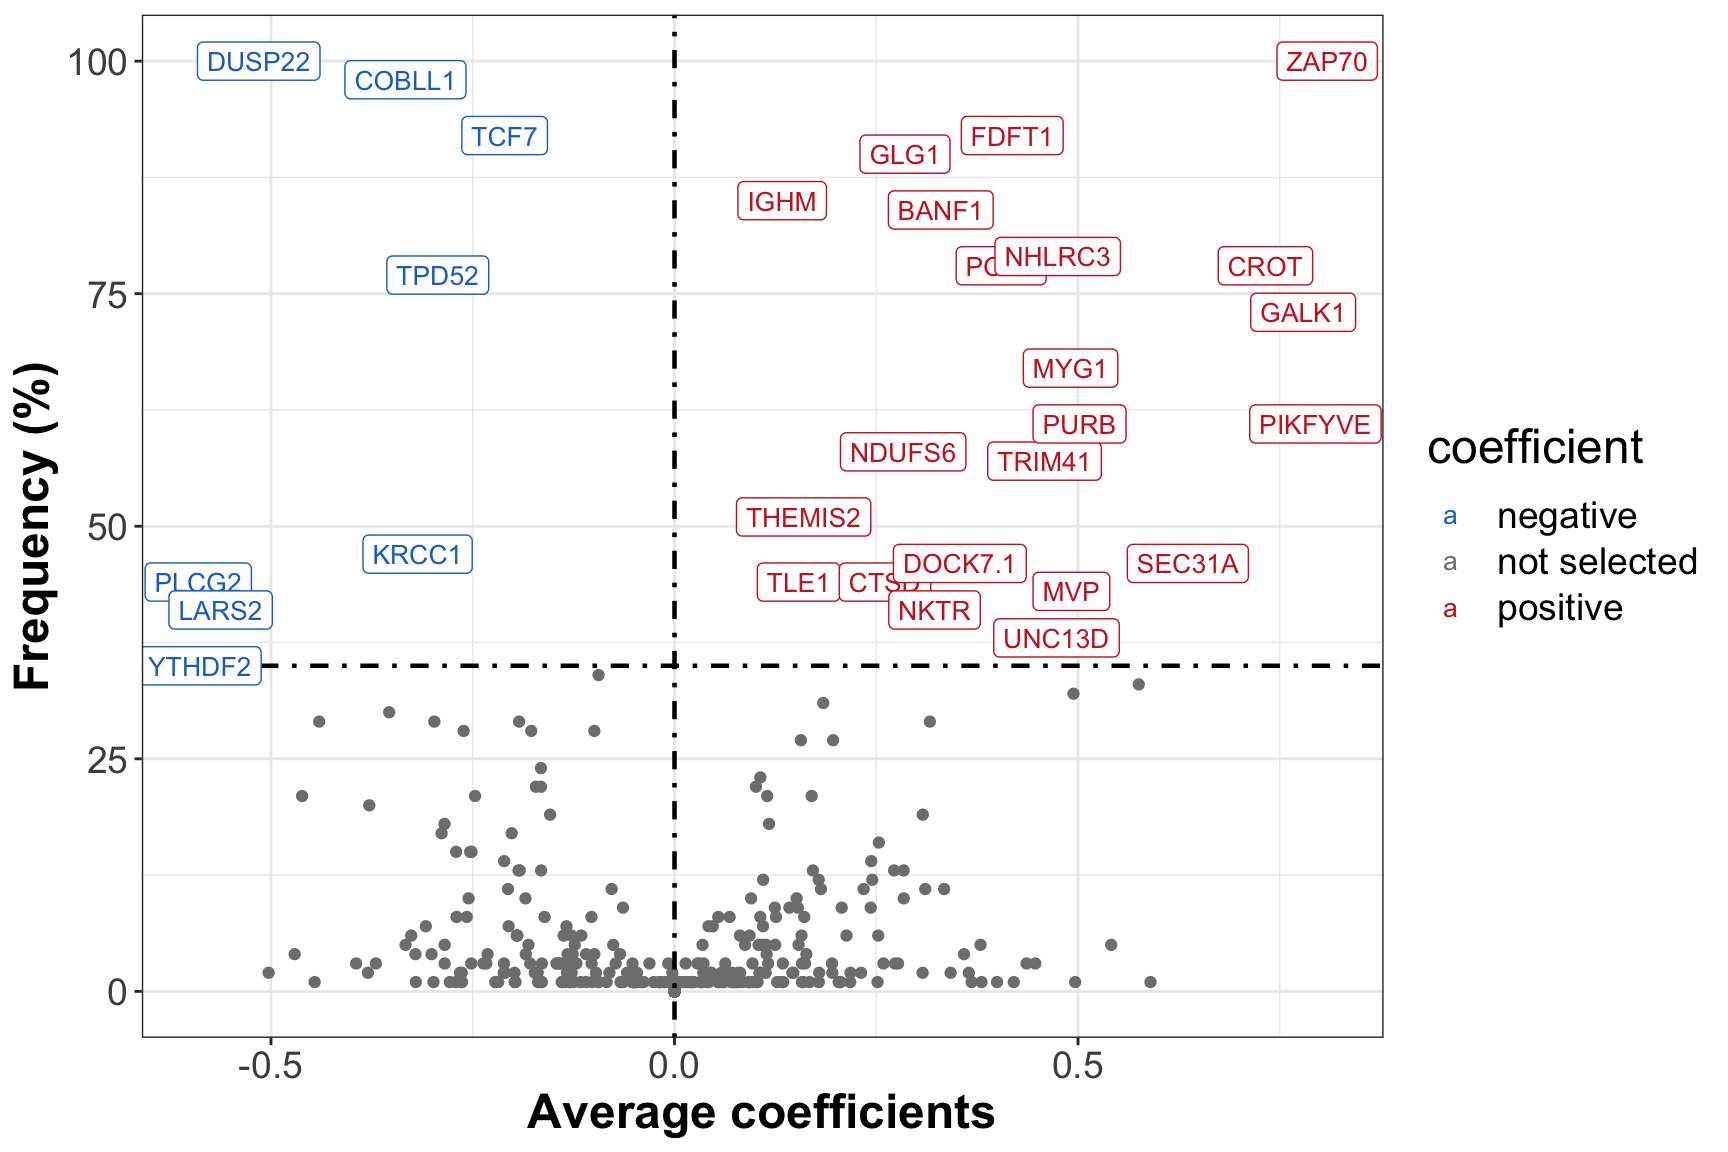 DUSP22
ZAP70
COBLL1
TCF7
FDFT1
GLG1
IGHM
BANF1
NHLRC3
CROT
TPD52
GALK1
MYG1
PURB
PIKFYVE
NDUFS6
TRIM41
THEMIS2
KRCC1
DOCK7.1
SEC31A
PLCG2
TLE1
CTSD
MVP
LARS2
NKTR
UNC13D
YTHDF2
100
75
50
25
0
-0.5
0.0
0.5
Frequency (%)
Average coefficients
coefficient
a negative
a not selected
a positive